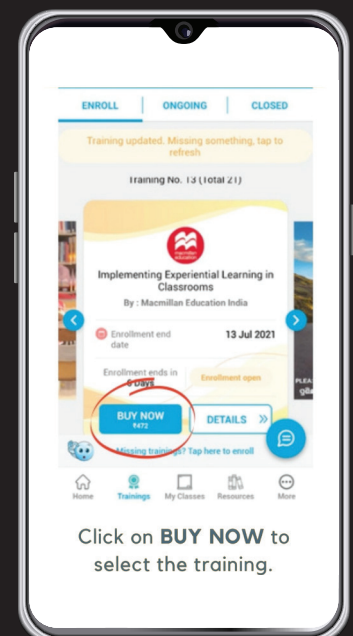 ENROLL ONGOING CLOSED
Training updated. Missing something, tap to
refresh
Training No. 13 (Total 21)
macmillan
education
Implementing Experiential Learning in
Classrooms
By : Macmillan Education India
Enrollment end
date
13 Jul 2021
Enrollment ends in
6 Days
Enrollment open
PLEA
BUY NOW
₹472
DETAILS »
Missing trainings? Tap here to enroll
Home Trainings My Classes Resources More
Click on BUY NOW to
select the training.